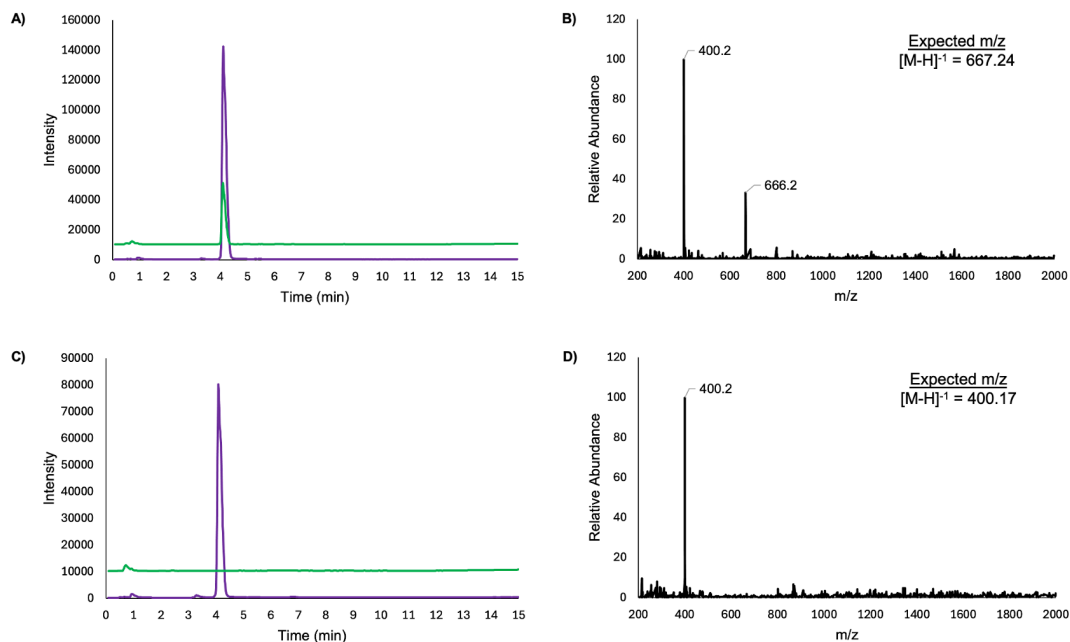 A)
160000
140000
120000
100000
80000
60000
40000
20000
0
Intensity
0 1 2 3 4 5 6 7 8 9 10 11 12 13 14 15
Time (min)
B)
120
100
80
60
40
20
0
Relative Abundance
400.2
666.2
Expected m/z
[M-H]-1 = 667.24
200 400 600 800 1000 1200 1400 1600 1800 2000
m/z
C)
90000
80000
70000
60000
50000
40000
30000
20000
10000
0
Intensity
0 1 2 3 4 5 6 7 8 9 10 11 12 13 14 15
Time (min)
D)
120
100
80
60
40
20
0
Relative Abundance
400.2
Expected m/z
[M-H]-1 = 400.17
200 400 600 800 1000 1200 1400 1600 1800 2000
m/z